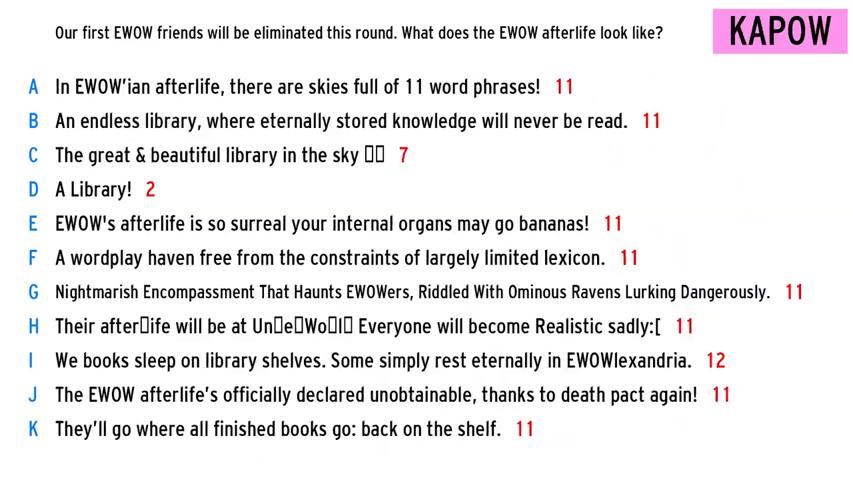 Our first EWOW friends will be eliminated this round. What does the EWOW afterlife look like?
KAPOW
A In EWOW'ian afterlife, there are skies full of 11 word phrases! 11
B An endless library, where eternally stored knowledge will never be read. 11
C The great & beautiful library in the sky ▯▯ 7
D A Library! 2
E EWOW's afterlife is so surreal your internal organs may go bananas! 11
F A wordplay haven free from the constraints of largely limited lexicon. 11
G Nightmarish Encompassment That Haunts EWOWers, Riddled With Ominous Ravens Lurking Dangerously. 11
H Their after▯ife will be at Un▯e▯Wo▯l▯ Everyone will become Realistic sadly:[ 11
I We books sleep on library shelves. Some simply rest eternally in EWOWlexandria. 12
J The EWOW afterlife’s officially declared unobtainable, thanks to death pact again! 11
K They’ll go where all finished books go: back on the shelf. 11